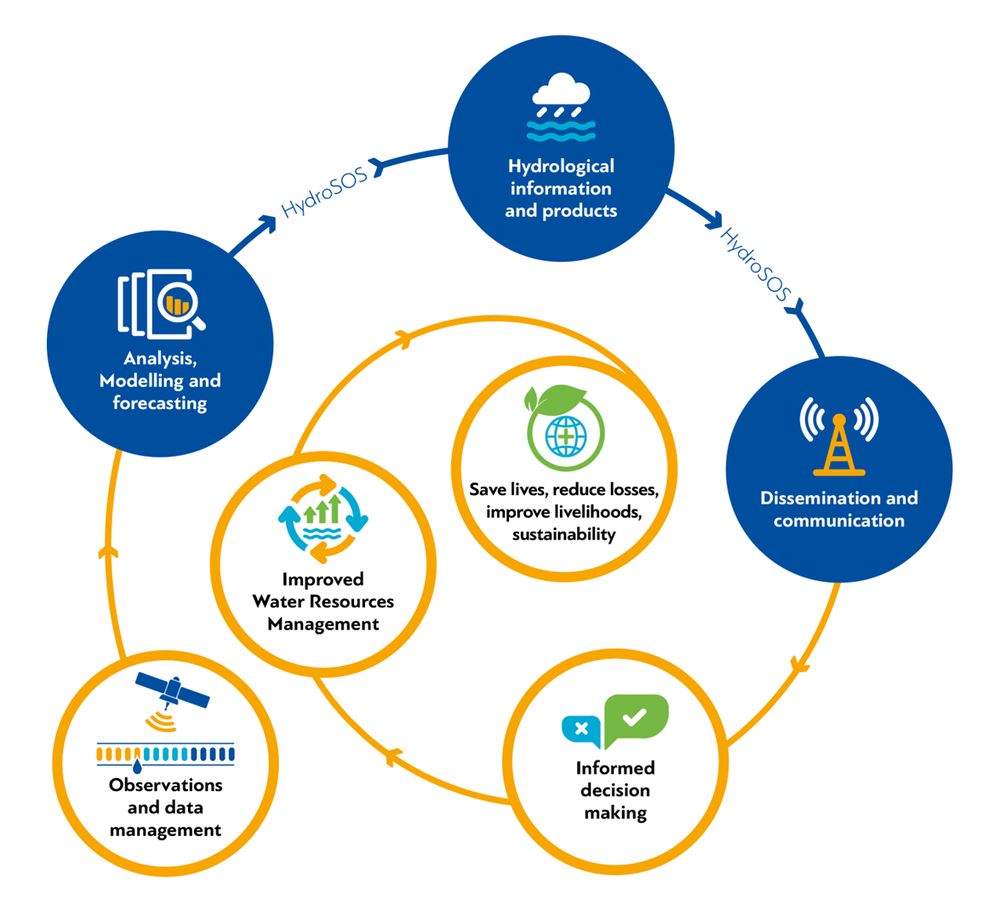 Hydrological
information
and products
HydroSOS
HydroSOS
Analysis,
Modelling and
forecasting
Save lives, reduce losses,
improve livelihoods,
sustainability
Dissemination and
communication
Improved
Water Resources
Management
Informed
decision
making
Observations
and data
management